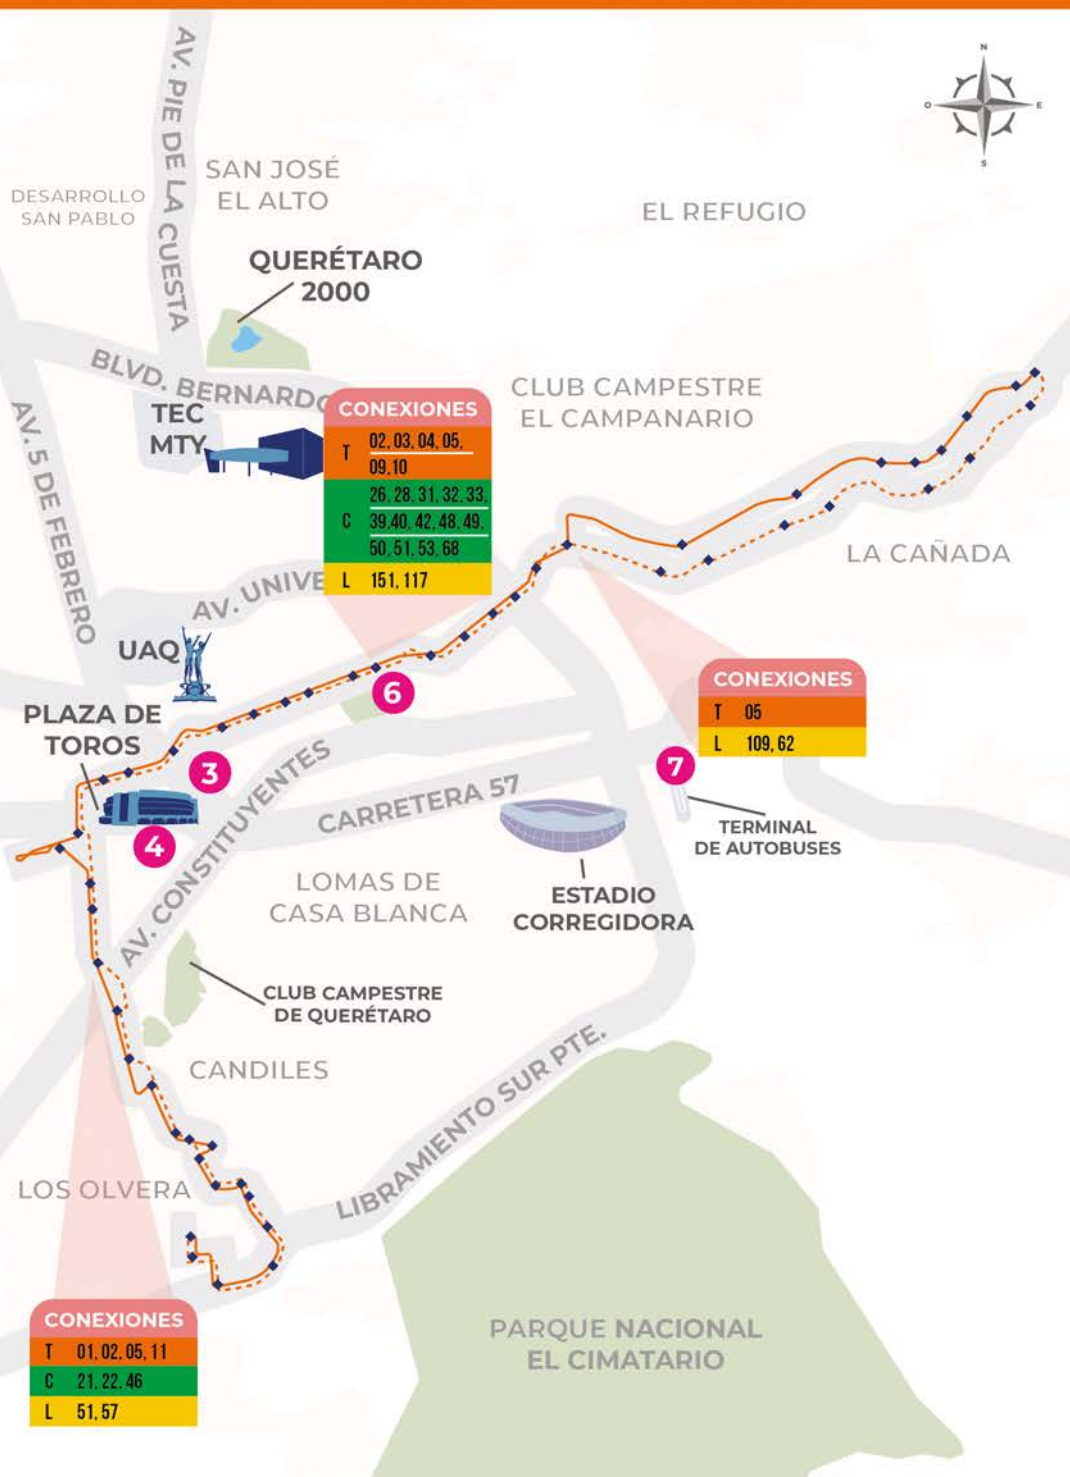 N
O
E
S
AV. PIE DE LA CUESTA
SAN JOSÉ
EL ALTO
DESARROLLO
SAN PABLO
EL REFUGIO
QUERÉTARO
2000
BLVD. BERNARDO
CLUB CAMPESTRE
EL CAMPANARIO
TEC
MTY
CONEXIONES
T 02, 03, 04, 05,
09, 10
26, 28, 31, 32, 33,
C 39, 40, 42, 48, 49,
50, 51, 53, 68
L 151, 117
AV. 5 DE FEBRERO
LA CAÑADA
AV. UNIVE
UAQ
6
CONEXIONES
T 05
L 109, 62
PLAZA DE
TOROS
3
7
4
AV. CONSTITUYENTES
CARRETERA 57
TERMINAL
DE AUTOBUSES
LOMAS DE
CASA BLANCA
ESTADIO
CORREGIDORA
CLUB CAMPESTRE
DE QUERÉTARO
CANDILES
LIBRAMIENTO SUR PTE.
LOS OLVERA
CONEXIONES
T 01, 02, 05, 11
C 21, 22, 46
L 51, 57
PARQUE NACIONAL
EL CIMATARIO